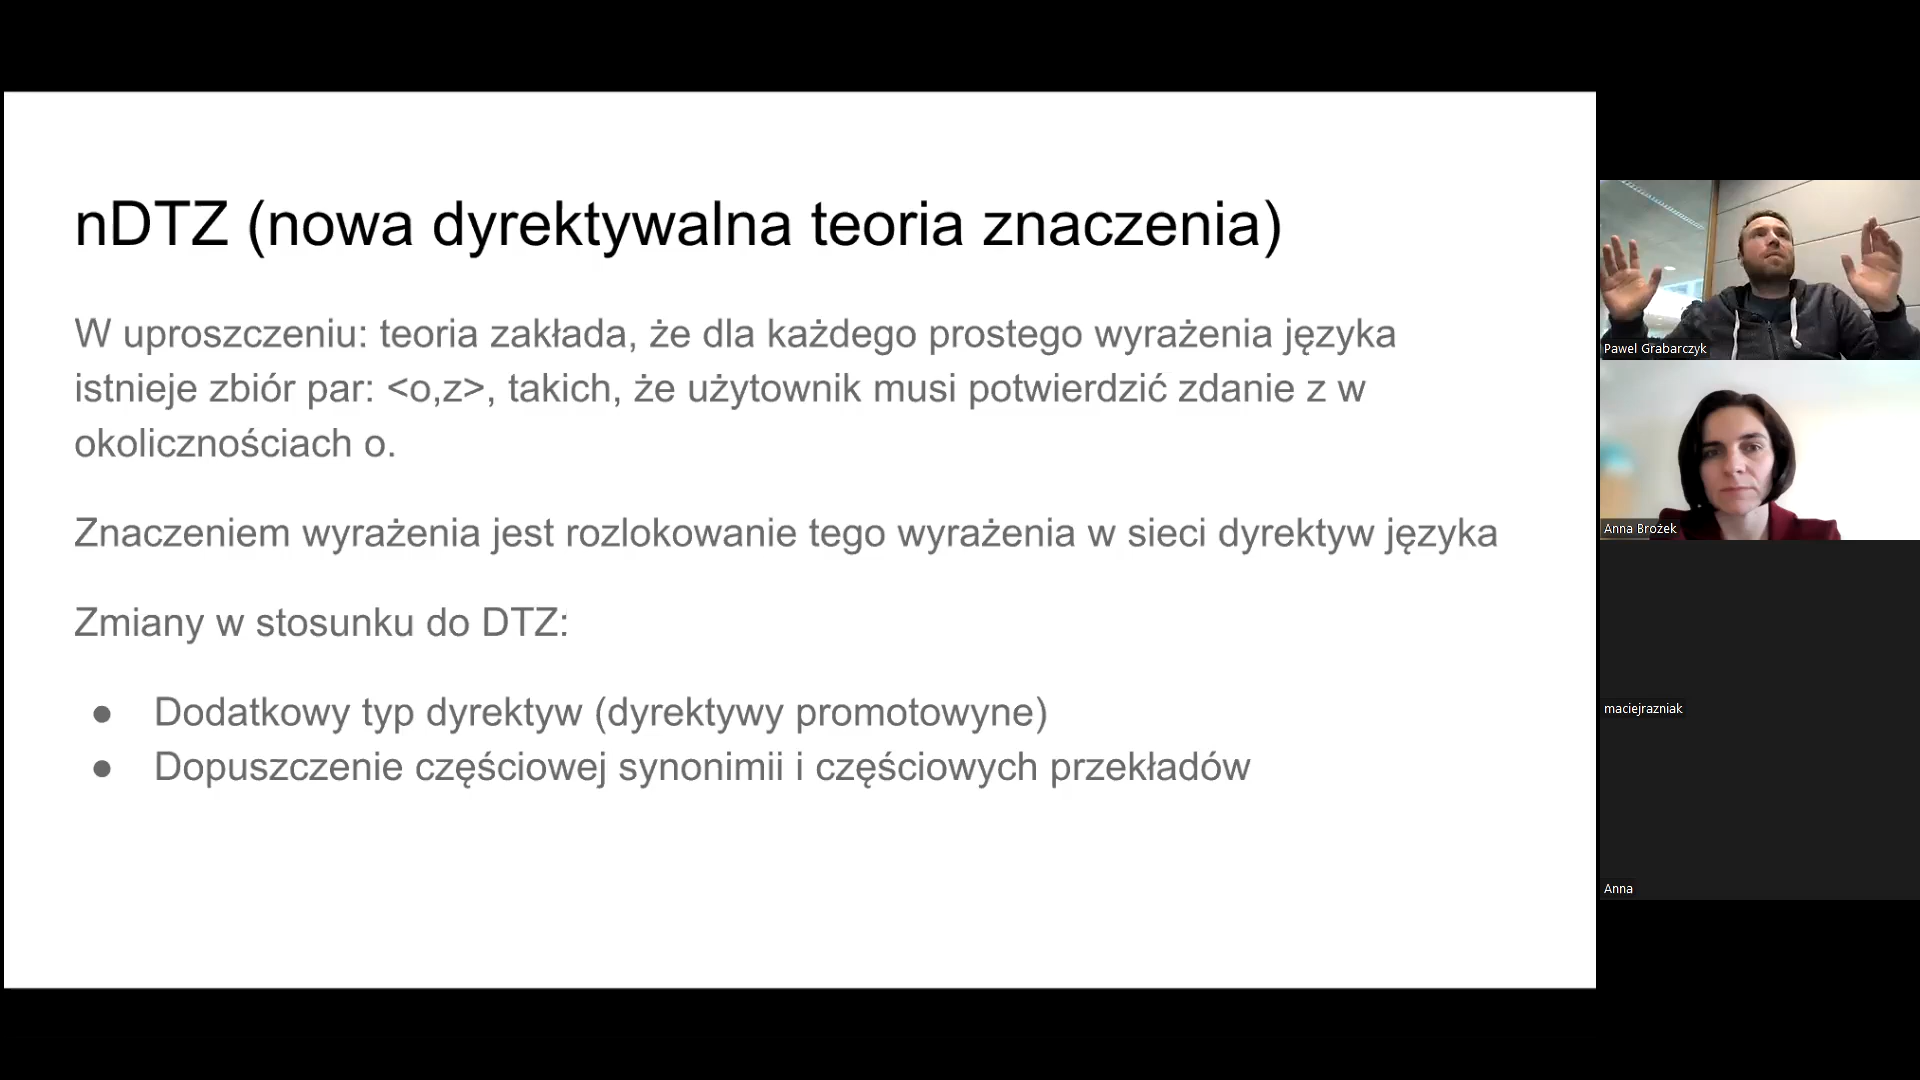 nDTZ (nowa dyrektywalna teoria znaczenia)
W uproszczeniu: teoria zakłada, że dla każdego prostego wyrażenia języka
istnieje zbiór par: <o,z>, takich, że użytownik musi potwierdzić zdanie z w
okolicznościach o.
Znaczeniem wyrażenia jest rozlokowanie tego wyrażenia w sieci dyrektyw języka
Zmiany w stosunku do DTZ:
● Dodatkowy typ dyrektyw (dyrektywy promotowyne)
● Dopuszczenie częściowej synonimii i częściowych przekładów
Pawel Grabarczyk
Anna Brożek
maciejrazniak
Anna